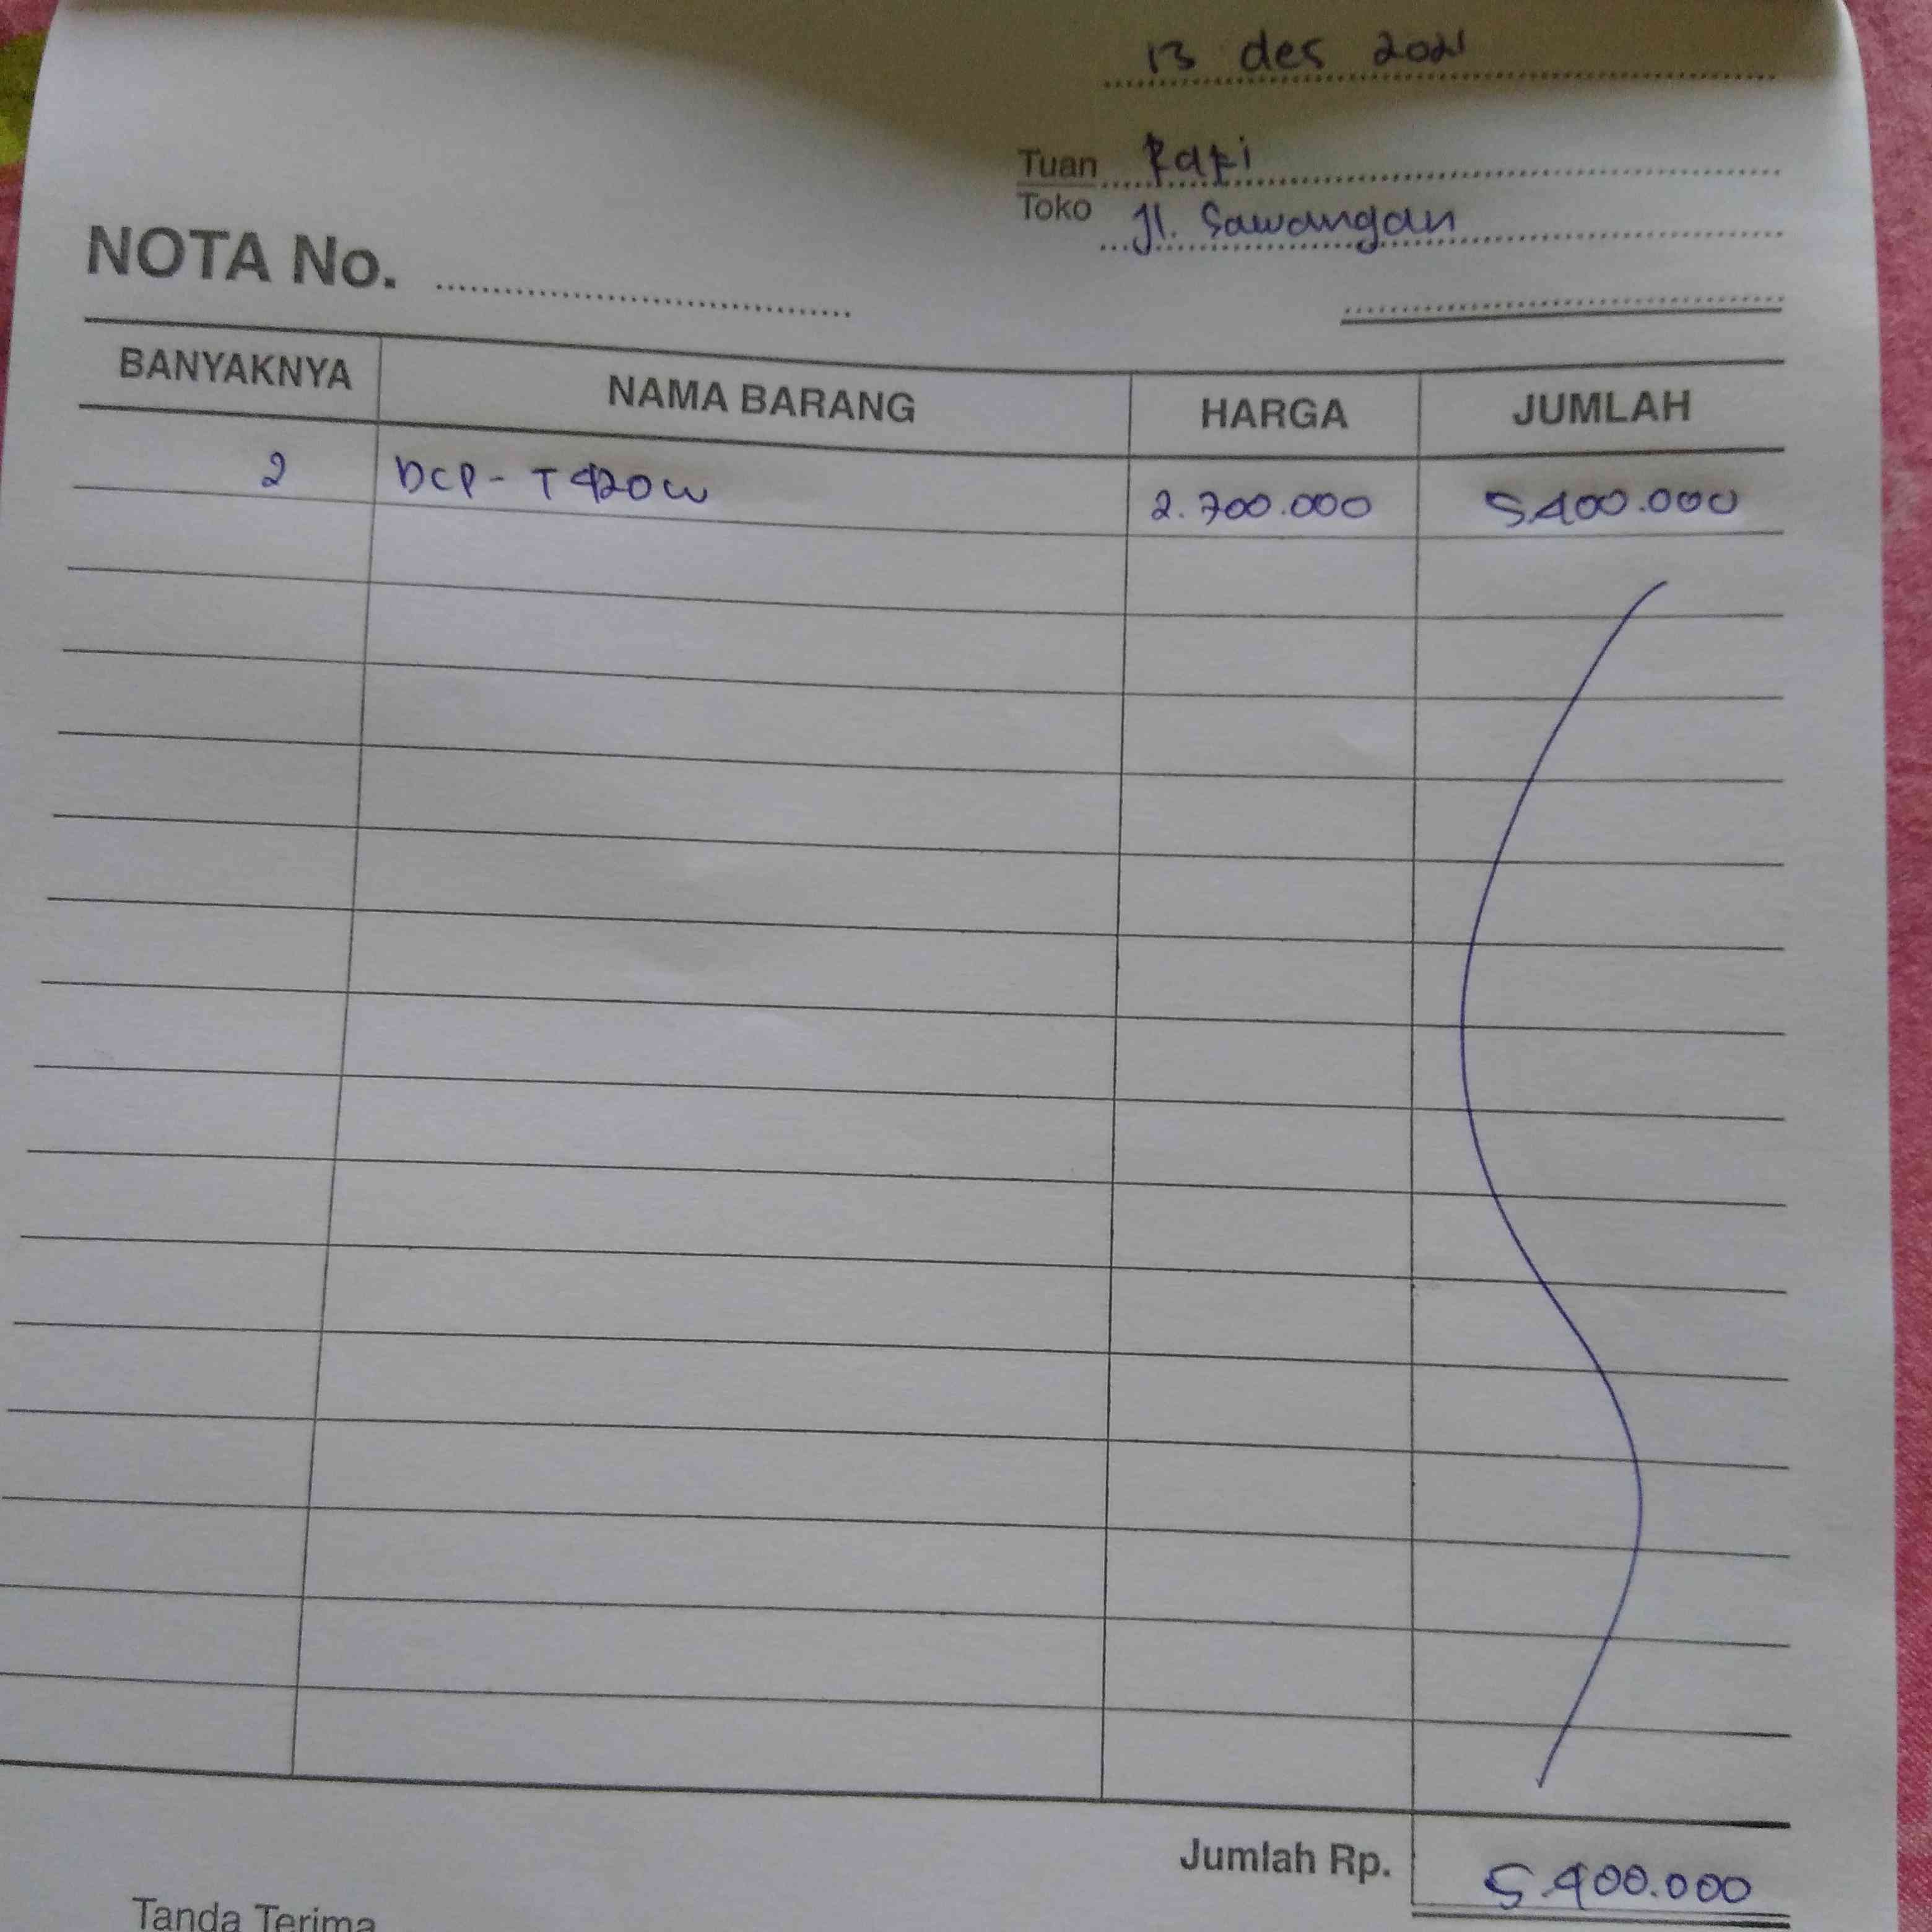 13 des 2021
Tuan Rafi
Toko Jl. Sawangan
NOTA No.
BANYAKNYA NAMA BARANG HARGA JUMLAH
2 DCP-T420W 2.700.000 5.400.000
Jumlah Rp. 5.400.000
Tanda Terima